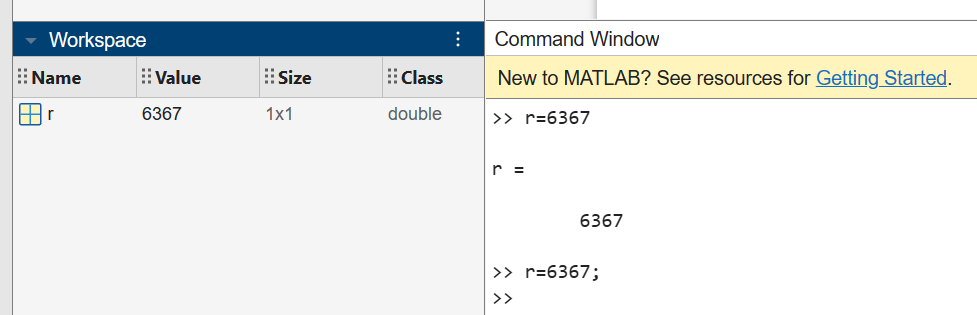 Workspace
Name Value Size Class
r 6367 1x1 double
Command Window
New to MATLAB? See resources for Getting Started.
>> r=6367
r =
6367
>> r=6367;
>>